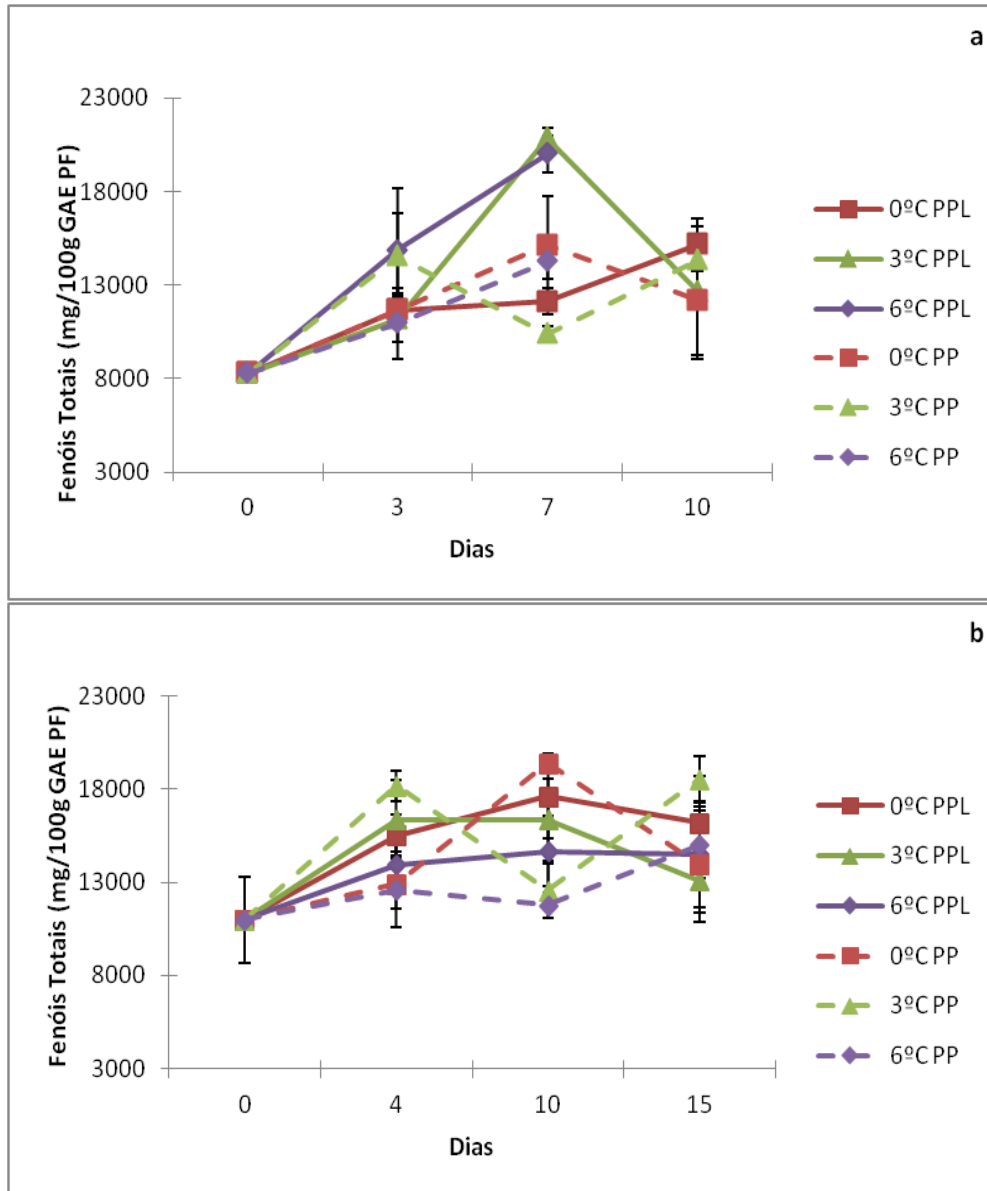 a
Fenóis Totais (mg/100g GAE PF)
23000
18000
13000
8000
3000
0 3 7 10
Dias
0ºC PPL
3ºC PPL
6ºC PPL
0ºC PP
3ºC PP
6ºC PP
b
Fenóis Totais (mg/100g GAE PF)
23000
18000
13000
8000
3000
0 4 10 15
Dias
0ºC PPL
3ºC PPL
6ºC PPL
0ºC PP
3ºC PP
6ºC PP